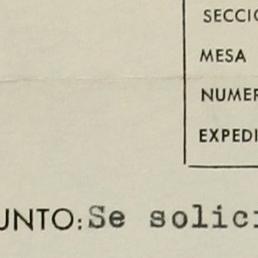 SECCIO
MESA
NUMER
EXPEDI
UNTO: Se solici